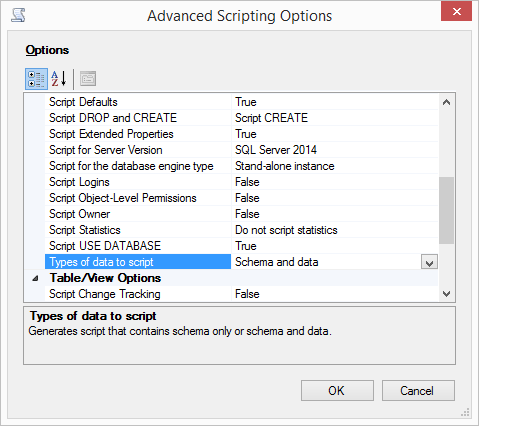 Advanced Scripting Options
Options
Script Defaults True
Script DROP and CREATE Script CREATE
Script Extended Properties True
Script for Server Version SQL Server 2014
Script for the database engine type Stand-alone instance
Script Logins False
Script Object-Level Permissions False
Script Owner False
Script Statistics Do not script statistics
Script USE DATABASE True
Types of data to script Schema and data
Table/View Options
Script Change Tracking False
Types of data to script
Generates script that contains schema only or schema and data.
OK Cancel